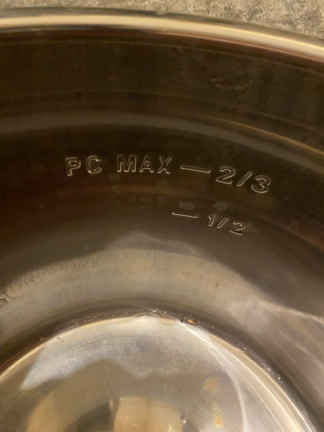 PC MAX — 2/3
— 1/2